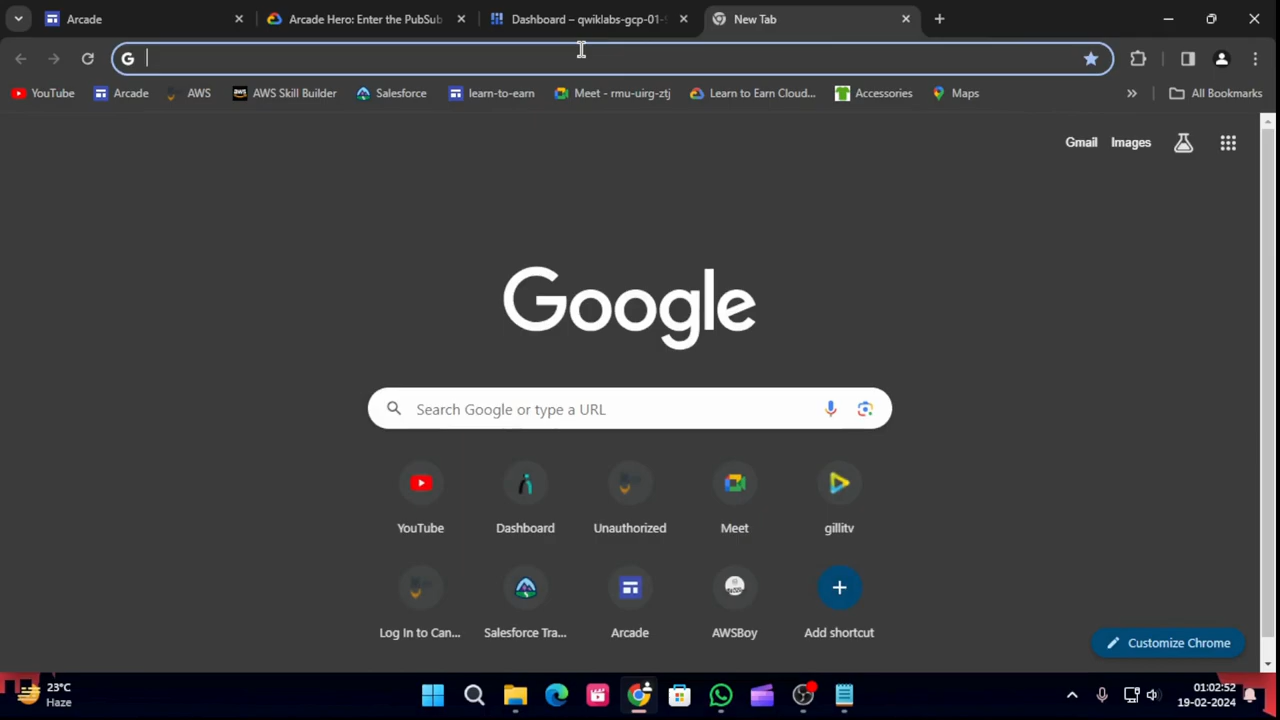 Arcade
Arcade Hero: Enter the PubSub
Dashboard – qwiklabs-gcp-01-
New Tab
YouTube
Arcade
AWS
AWS Skill Builder
Salesforce
learn-to-earn
Meet - rmu-uirg-ztj
Learn to Earn Cloud...
Accessories
Maps
»
All Bookmarks
Gmail
Images
Google
Search Google or type a URL
YouTube
Dashboard
Unauthorized
Meet
gillitv
Log In to Can...
Salesforce Tra...
Arcade
AWSBoy
Add shortcut
Customize Chrome
23°C
Haze
01:02:52
19-02-2024